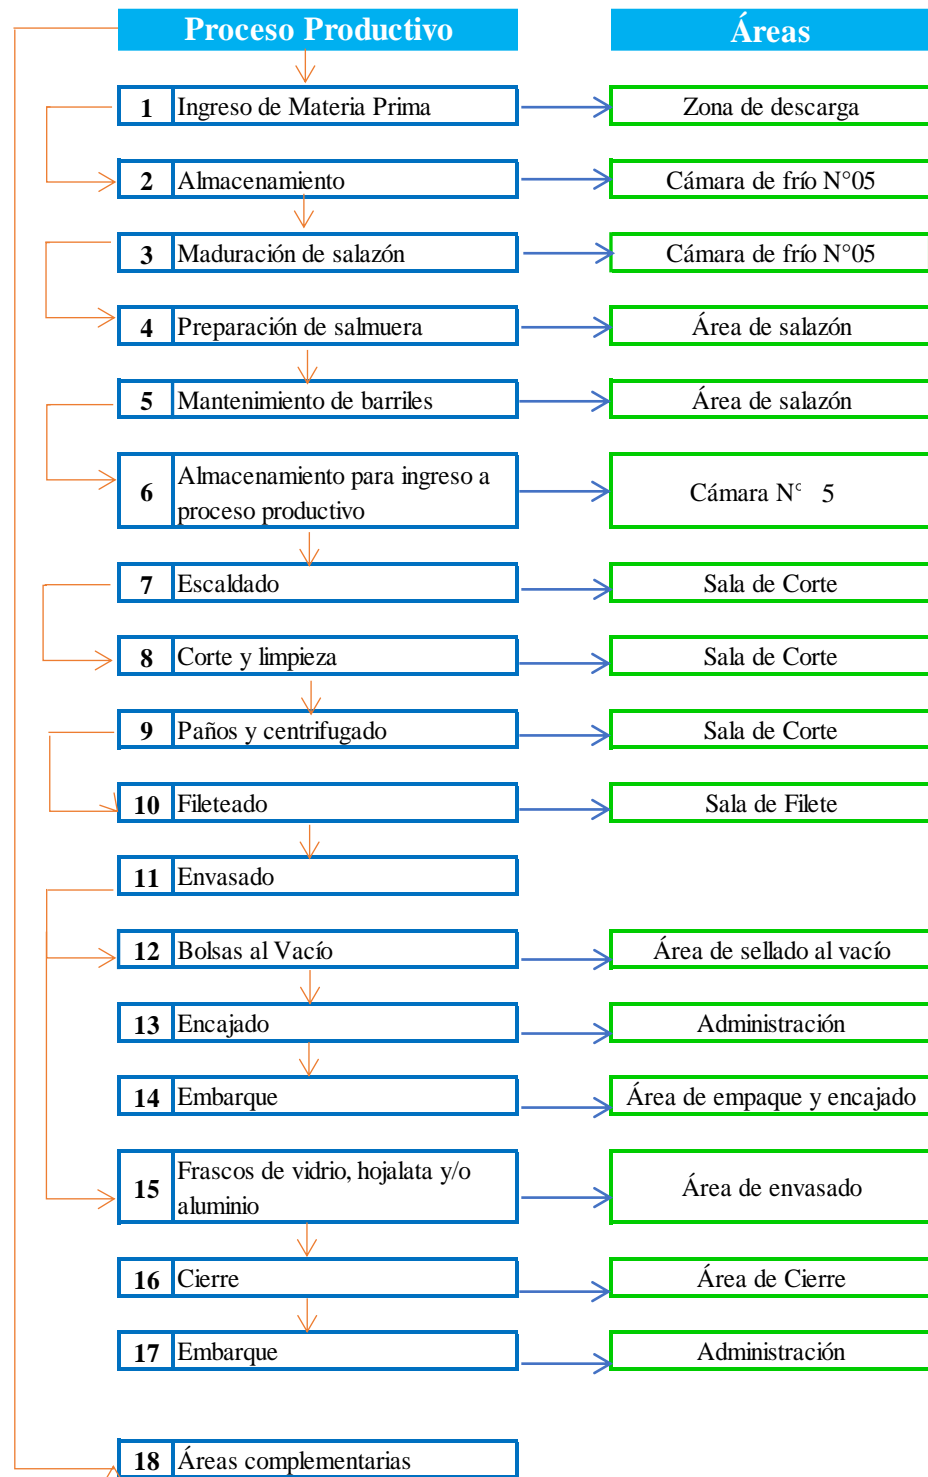 Proceso Productivo Áreas
1 Ingreso de Materia Prima Zona de descarga
2 Almacenamiento Cámara de frío N°05
3 Maduración de salazón Cámara de frío N°05
4 Preparación de salmuera Área de salazón
5 Mantenimiento de barriles Área de salazón
6 Almacenamiento para ingreso a
proceso productivo Cámara N° 5
7 Escaldado Sala de Corte
8 Corte y limpieza Sala de Corte
9 Paños y centrifugado Sala de Corte
10 Fileteado Sala de Filete
11 Envasado
12 Bolsas al Vacío Área de sellado al vacío
13 Encajado Administración
14 Embarque Área de empaque y encajado
15 Frascos de vidrio, hojalata y/o
aluminio Área de envasado
16 Cierre Área de Cierre
17 Embarque Administración
18 Áreas complementarias